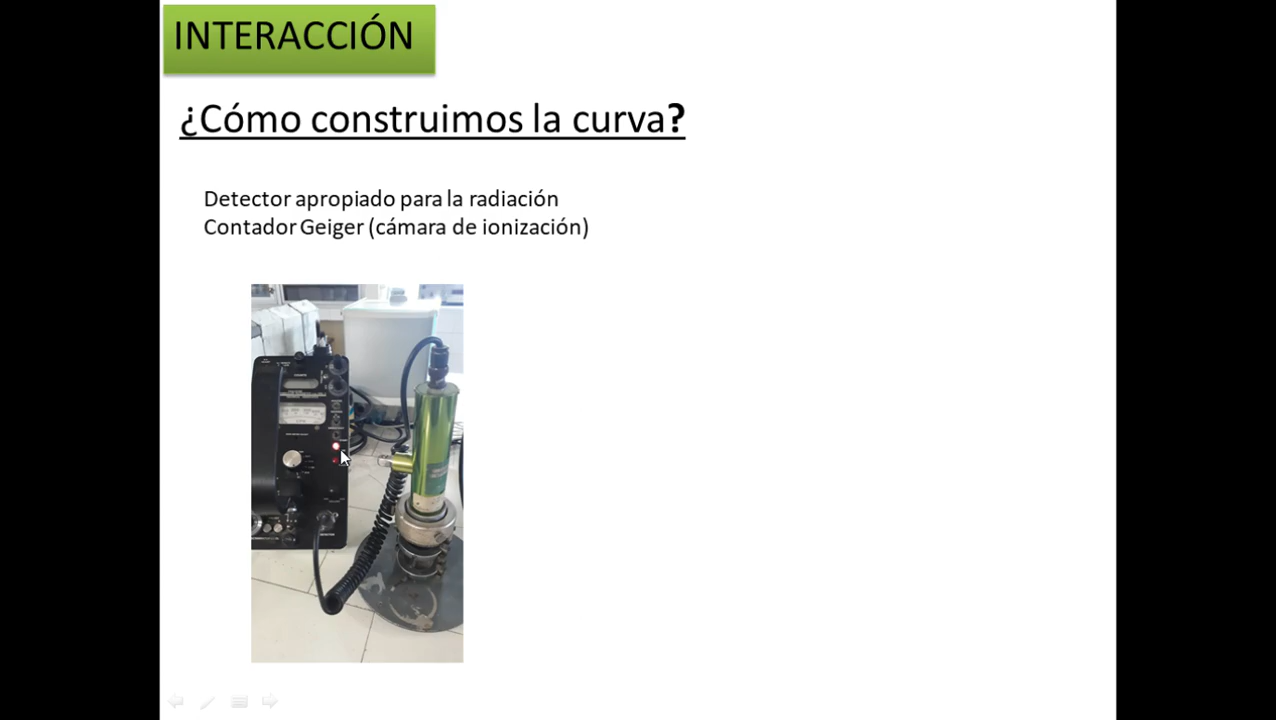 INTERACCIÓN
¿Cómo construimos la curva?
Detector apropiado para la radiación
Contador Geiger (cámara de ionización)